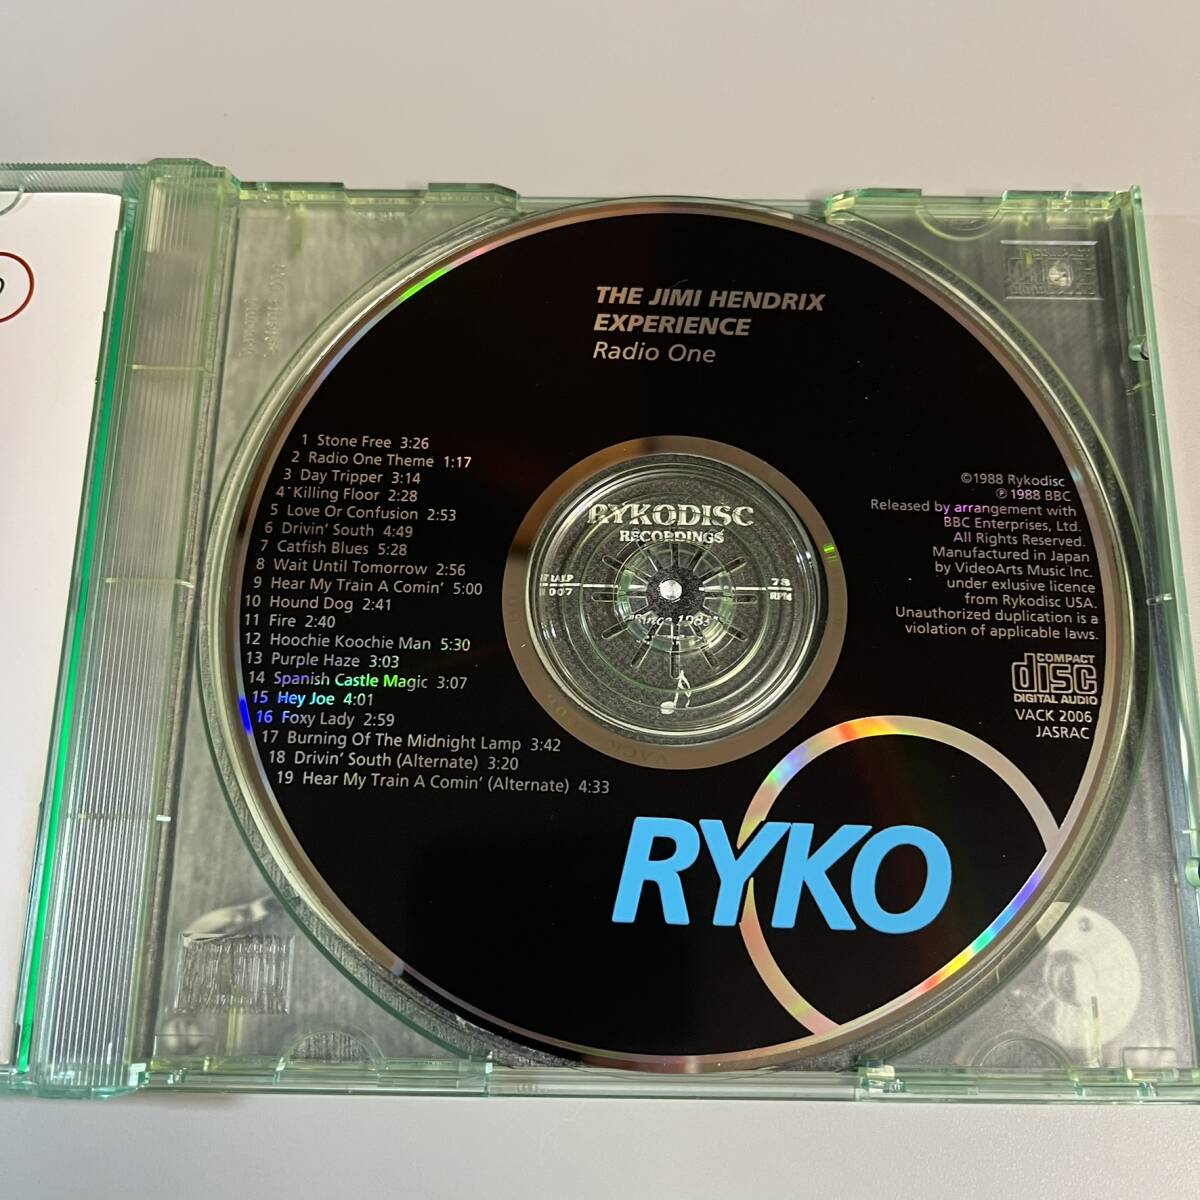 THE JIMI HENDRIX
EXPERIENCE
Radio One
1 Stone Free 3:26
2 Radio One Theme 1:17
3 Day Tripper 3:14
4 Killing Floor 2:28
5 Love Or Confusion 2:53
6 Drivin' South 4:49
7 Catfish Blues 5:28
8 Wait Until Tomorrow 2:56
9 Hear My Train A Comin' 5:00
10 Hound Dog 2:41
11 Fire 2:40
12 Hoochie Koochie Man 5:30
13 Purple Haze 3:03
14 Spanish Castle Magic 3:07
15 Hey Joe 4:01
16 Foxy Lady 2:59
17 Burning Of The Midnight Lamp 3:42
18 Drivin' South (Alternate) 3:20
19 Hear My Train A Comin' (Alternate) 4:33
RYKODISC
RECORDINGS
78
RPM
©1988 Rykodisc
℗ 1988 BBC
Released by arrangement with
BBC Enterprises, Ltd.
All Rights Reserved.
Manufactured in Japan
by VideoArts Music Inc.
under exlusive licence
from Rykodisc USA.
Unauthorized duplication is a
violation of applicable laws.
COMPACT
disc
DIGITAL AUDIO
VACK 2006
JASRAC
RYKO